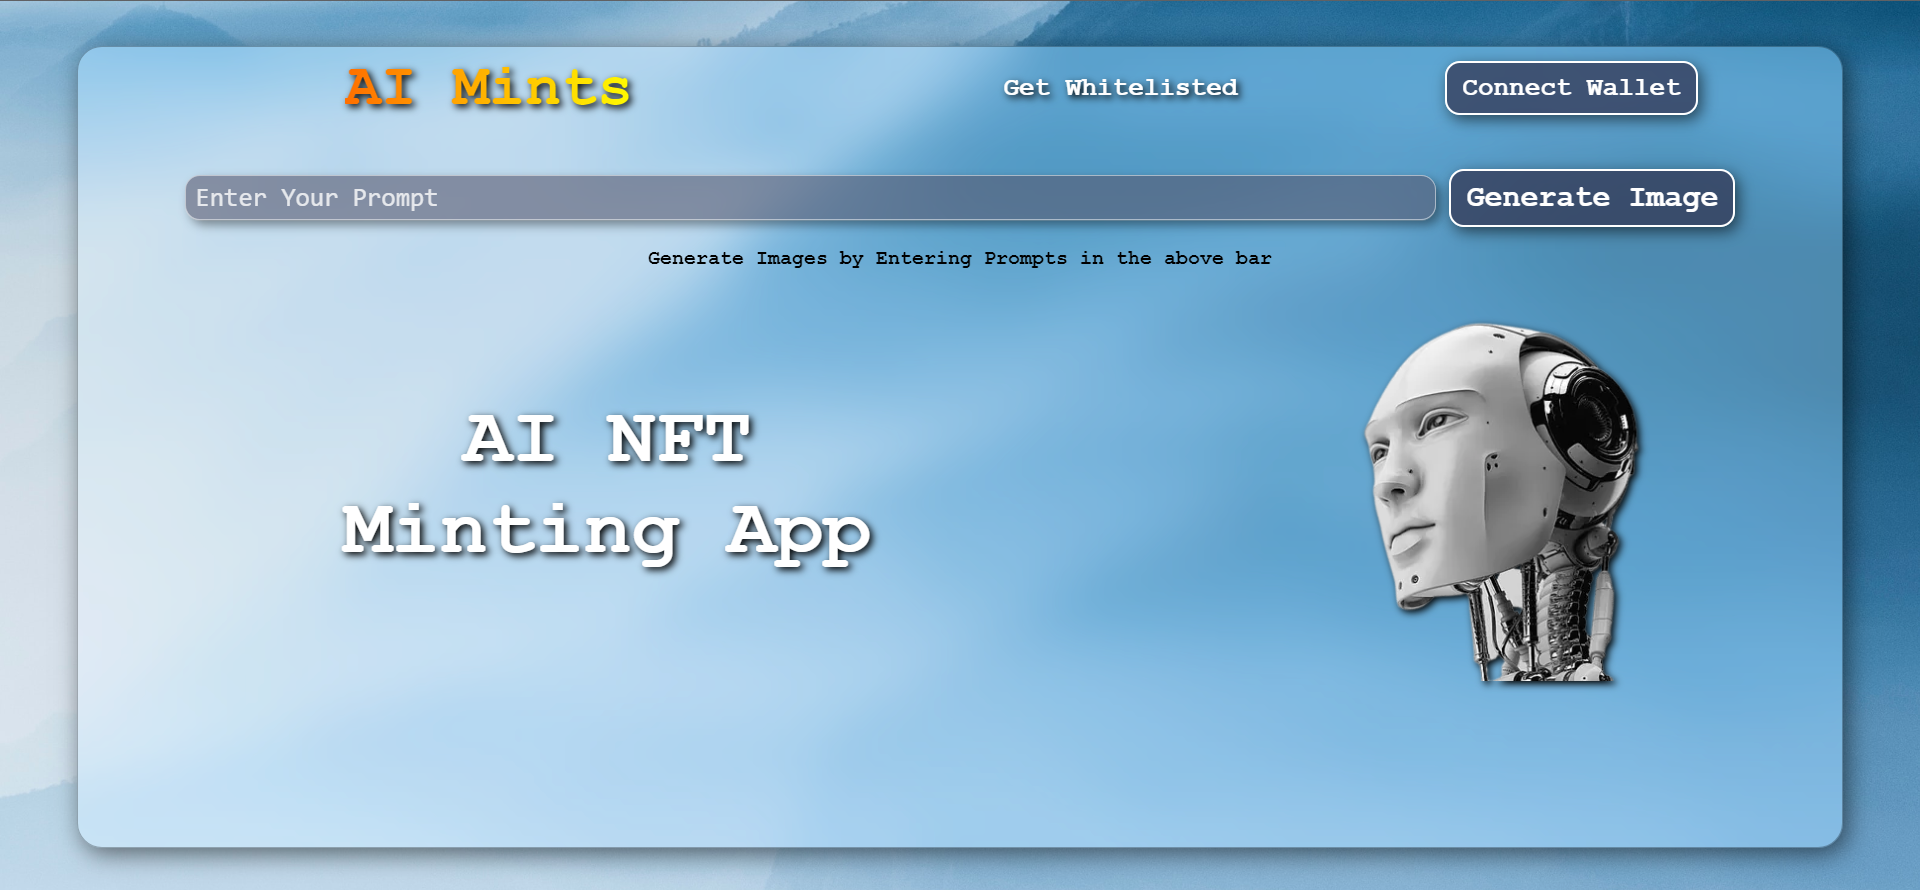 AI Mints
Get Whitelisted
Connect Wallet
Enter Your Prompt
Generate Image
Generate Images by Entering Prompts in the above bar
AI NFT
Minting App